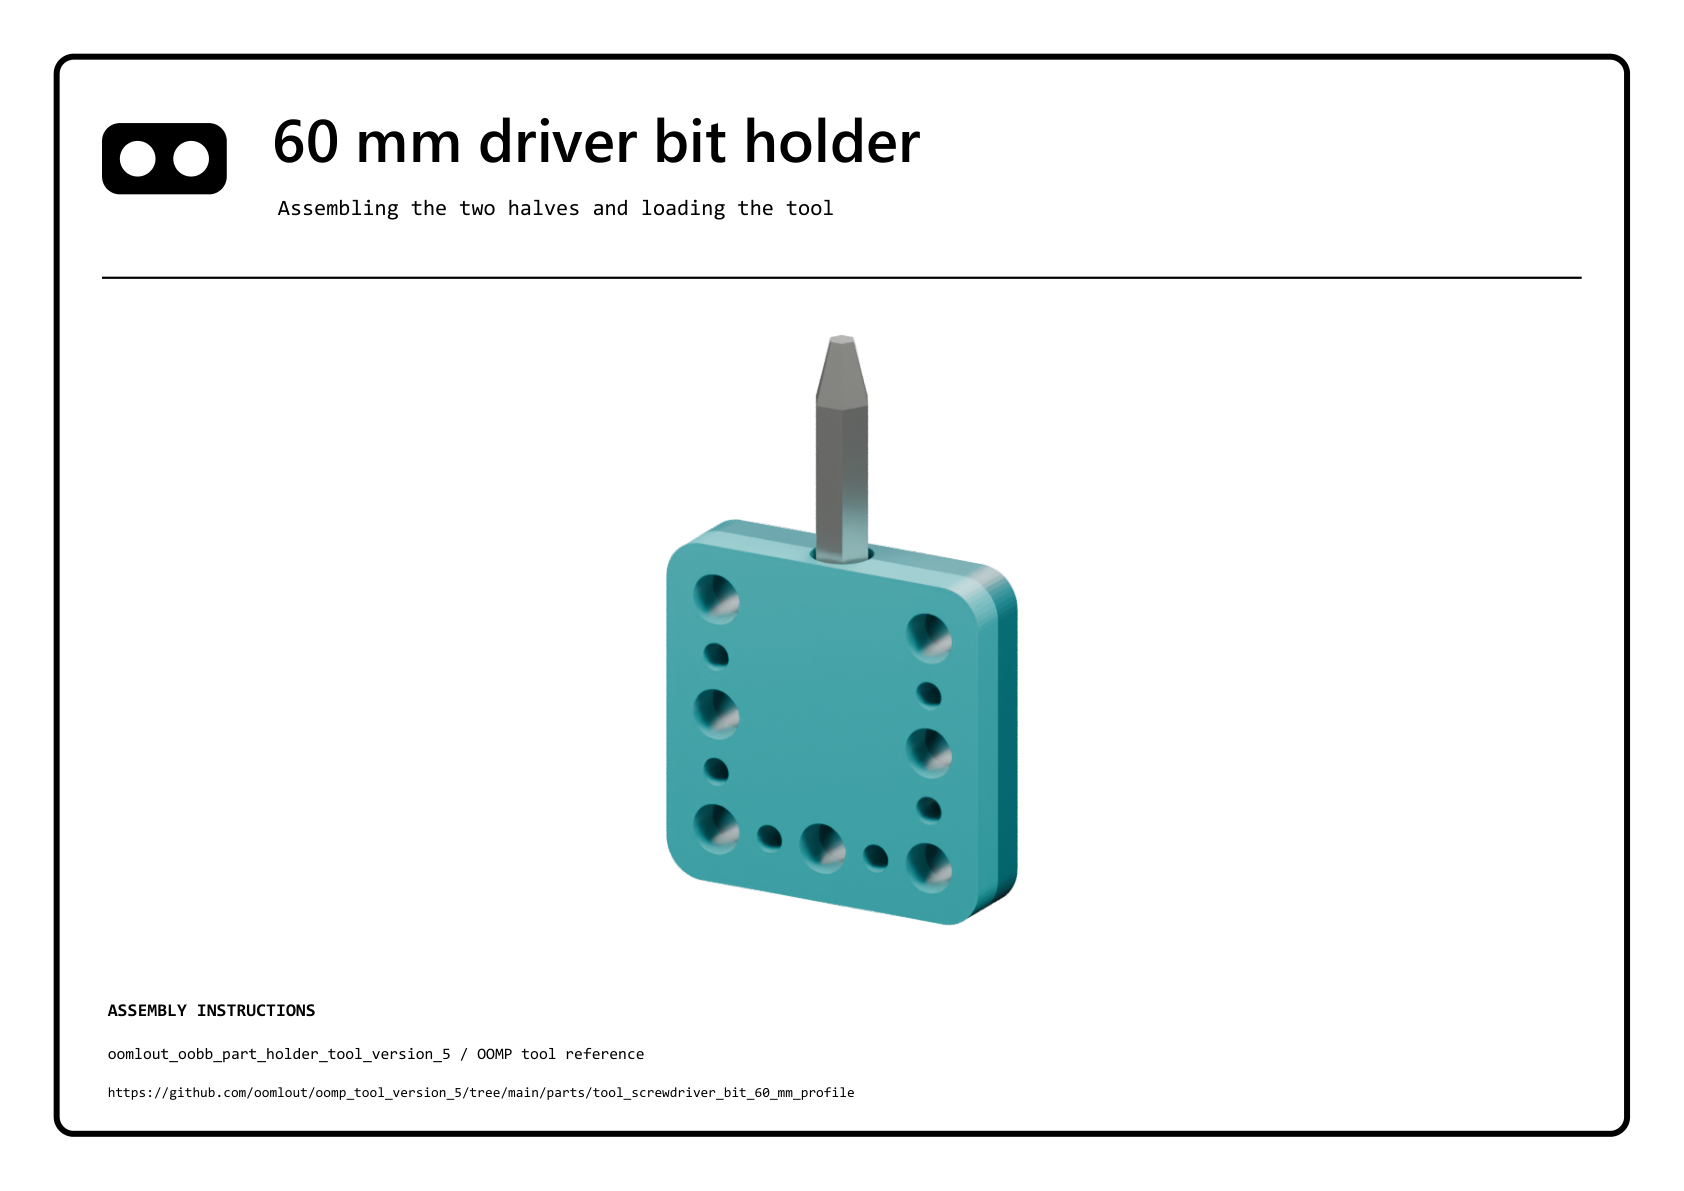 60 mm driver bit holder
Assembling the two halves and loading the tool
ASSEMBLY INSTRUCTIONS
oomlout_oobb_part_holder_tool_version_5 / OOMP tool reference
https://github.com/oomlout/oomp_tool_version_5/tree/main/parts/tool_screwdriver_bit_60_mm_profile